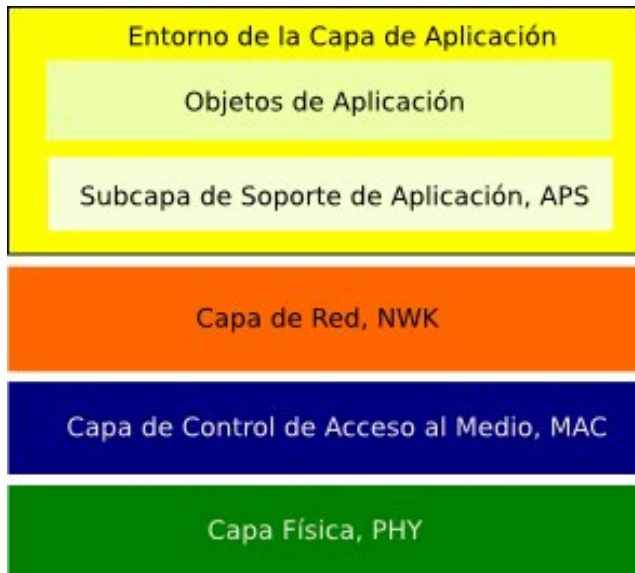 Entorno de la Capa de Aplicación
Objetos de Aplicación
Subcapa de Soporte de Aplicación, APS
Capa de Red, NWK
Capa de Control de Acceso al Medio, MAC
Capa Física, PHY